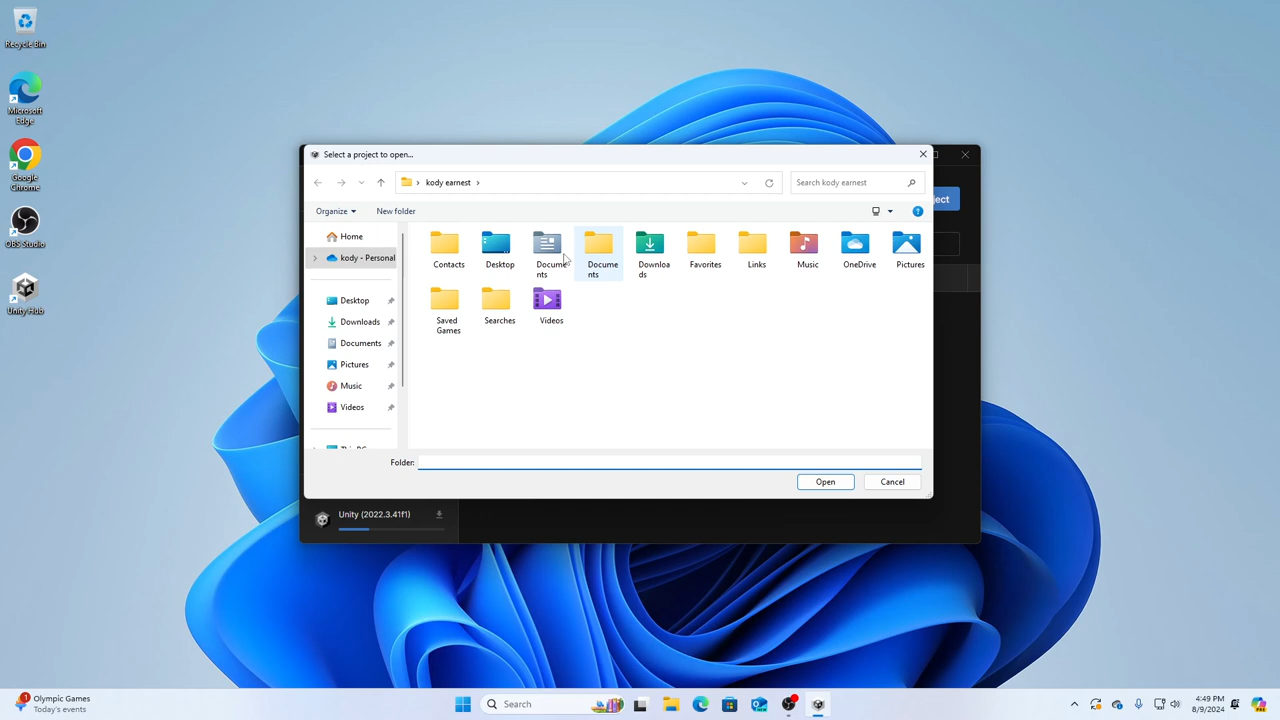 Recycle Bin
Microsoft
Edge
Google
Chrome
OBS Studio
Unity Hub
Select a project to open...
kody earnest
Search kody earnest
ject
Organize
New folder
Home
kody - Personal
Desktop
Downloads
Documents
Pictures
Music
Videos
Contacts
Desktop
Docume
nts
Docume
nts
Downloa
ds
Favorites
Links
Music
OneDrive
Pictures
Saved
Games
Searches
Videos
Folder:
Open
Cancel
Unity (2022.3.41f1)
1
Olympic Games
Today's events
Search
4:49 PM
8/9/2024